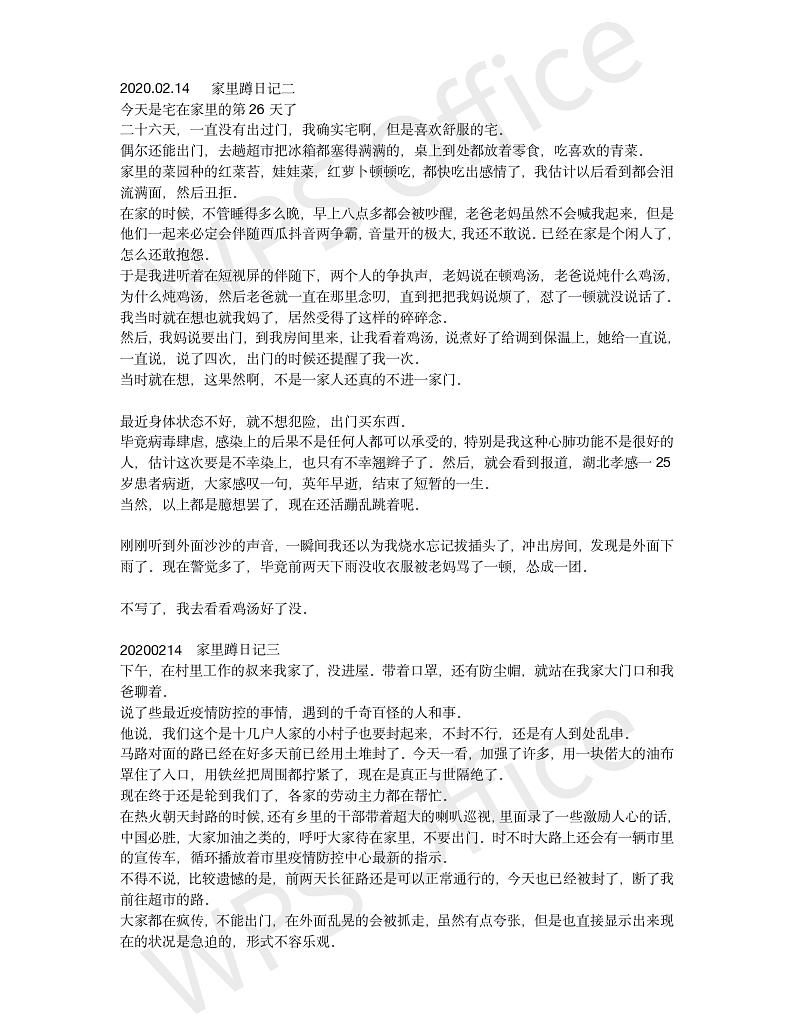 2020.02.14 家里蹲日记二
今天是宅在家里的第 26 天了
二十六天，一直没有出过门，我确实宅啊，但是喜欢舒服的宅．
偶尔还能出门，去趟超市把冰箱都塞得满满的，桌上到处都放着零食，吃喜欢的青菜．
家里的菜园种的红菜苔，娃娃菜，红萝卜顿顿吃，都快吃出感情了，我估计以后看到都会泪
流满面，然后丑拒．
在家的时候，不管睡得多么晚，早上八点多都会被吵醒，老爸老妈虽然不会喊我起来，但是
他们一起来必定会伴随西瓜抖音两争霸，音量开的极大，我还不敢说．已经在家是个闲人了，
怎么还敢抱怨．
于是我进听着在短视屏的伴随下，两个人的争执声，老妈说在顿鸡汤，老爸说炖什么鸡汤，
为什么炖鸡汤，然后老爸就一直在那里念叨，直到把把我妈说烦了，怼了一顿就没说话了．
我当时就在想也就我妈了，居然受得了这样的碎碎念．
然后，我妈说要出门，到我房间里来，让我看着鸡汤，说煮好了给调到保温上，她给一直说，
一直说，说了四次，出门的时候还提醒了我一次．
当时就在想，这果然啊，不是一家人还真的不进一家门．
最近身体状态不好，就不想犯险，出门买东西．
毕竟病毒肆虐，感染上的后果不是任何人都可以承受的，特别是我这种心肺功能不是很好的
人，估计这次要是不幸染上，也只有不幸翘辫子了．然后，就会看到报道，湖北孝感一 25
岁患者病逝，大家感叹一句，英年早逝，结束了短暂的一生．
当然，以上都是臆想罢了，现在还活蹦乱跳着呢．
刚刚听到外面沙沙的声音，一瞬间我还以为我烧水忘记拔插头了，冲出房间，发现是外面下
雨了．现在警觉多了，毕竟前两天下雨没收衣服被老妈骂了一顿，怂成一团．
不写了，我去看看鸡汤好了没．
20200214 家里蹲日记三
下午，在村里工作的叔来我家了，没进屋．带着口罩，还有防尘帽，就站在我家大门口和我
爸聊着．
说了些最近疫情防控的事情，遇到的千奇百怪的人和事．
他说，我们这个是十几户人家的小村子也要封起来，不封不行，还是有人到处乱串．
马路对面的路已经在好多天前已经用土堆封了．今天一看，加强了许多，用一块偌大的油布
罩住了入口，用铁丝把周围都拧紧了，现在是真正与世隔绝了．
现在终于还是轮到我们了，各家的劳动主力都在帮忙．
在热火朝天封路的时候，还有乡里的干部带着超大的喇叭巡视，里面录了一些激励人心的话，
中国必胜，大家加油之类的，呼吁大家待在家里，不要出门．时不时大路上还会有一辆市里
的宣传车，循环播放着市里疫情防控中心最新的指示．
不得不说，比较遗憾的是，前两天长征路还是可以正常通行的，今天也已经被封了，断了我
前往超市的路．
大家都在疯传，不能出门，在外面乱晃的会被抓走，虽然有点夸张，但是也直接显示出来现
在的状况是急迫的，形式不容乐观．
WPS Office
WPS Office